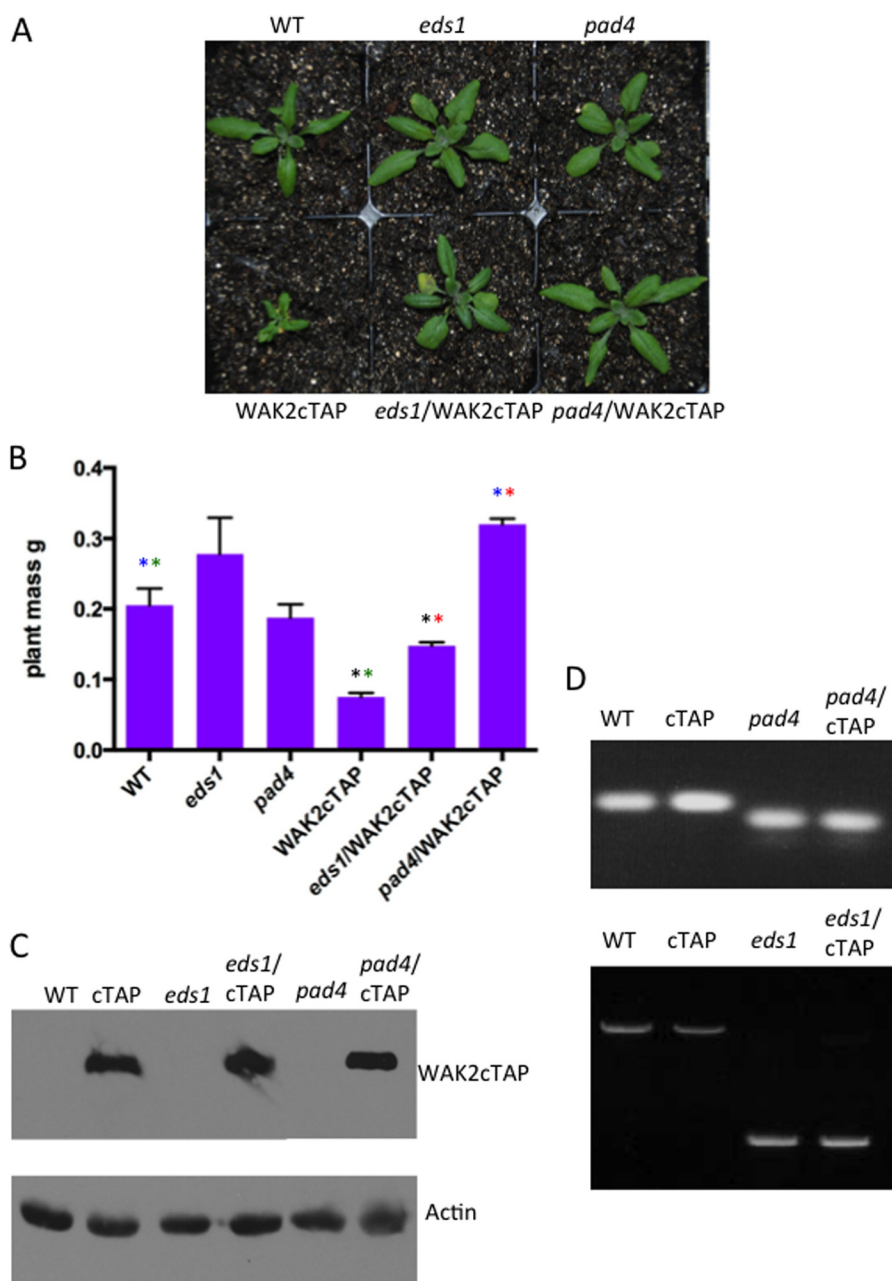 A
WT eds1 pad4
WAK2cTAP eds1/WAK2cTAP pad4/WAK2cTAP
B
plant mass g
0.4
0.3
0.2
0.1
0.0
** 
**
**
**
WT eds1 pad4 WAK2cTAP eds1/WAK2cTAP pad4/WAK2cTAP
C
WT cTAP eds1 eds1/ cTAP pad4 pad4/ cTAP
WAK2cTAP
Actin
D
WT cTAP pad4 pad4/ cTAP
WT cTAP eds1 eds1/ cTAP